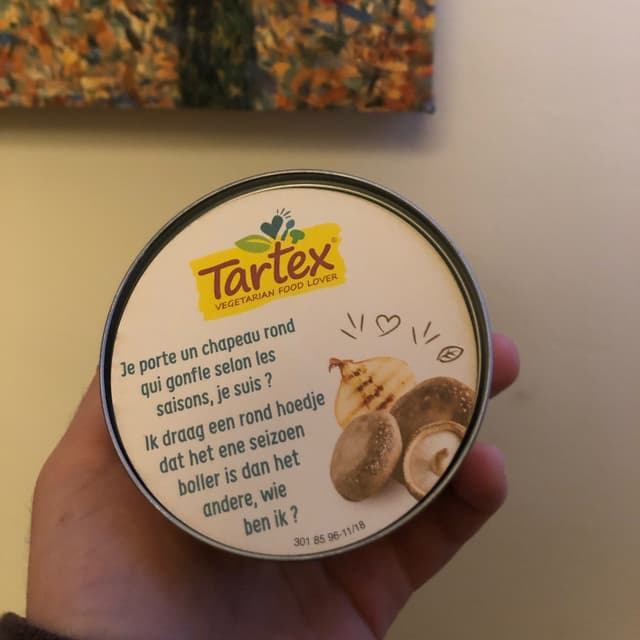 Tartex®
VEGETARIAN FOOD LOVER
Je porte un chapeau rond
qui gonfle selon les
saisons, je suis ?
Ik draag een rond hoedje
dat het ene seizoen
boller is dan het
andere, wie
ben ik ?
301 85 96-11/18